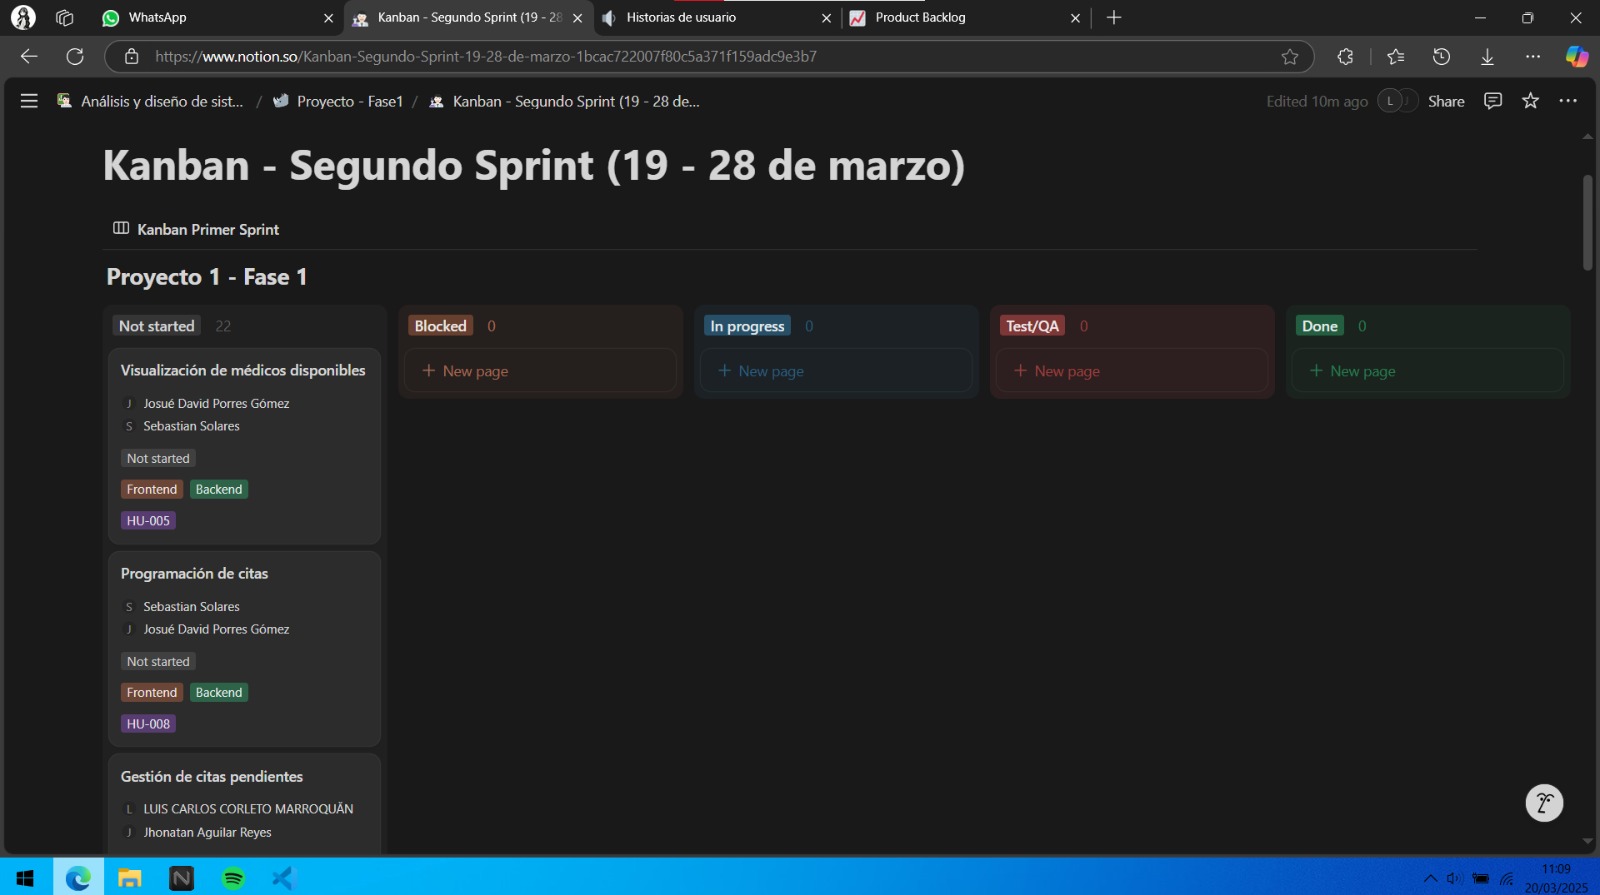 WhatsApp
Kanban - Segundo Sprint (19 - 28
Historias de usuario
Product Backlog
https://www.notion.so/Kanban-Segundo-Sprint-19-28-de-marzo-1bcac722007f80c5a371f159adc9e3b7
Análisis y diseño de sist... / Proyecto - Fase1 / Kanban - Segundo Sprint (19 - 28 de...
Edited 10m ago L J Share
Kanban - Segundo Sprint (19 - 28 de marzo)
Kanban Primer Sprint
Proyecto 1 - Fase 1
Not started 22
Visualización de médicos disponibles
J Josué David Porres Gómez
S Sebastian Solares
Not started
Frontend Backend
HU-005
Programación de citas
S Sebastian Solares
J Josué David Porres Gómez
Not started
Frontend Backend
HU-008
Gestión de citas pendientes
L LUIS CARLOS CORLETO MARROQUÃN
J Jhonatan Aguilar Reyes
Blocked 0
+ New page
In progress 0
+ New page
Test/QA 0
+ New page
Done 0
+ New page
11:09
20/03/2025